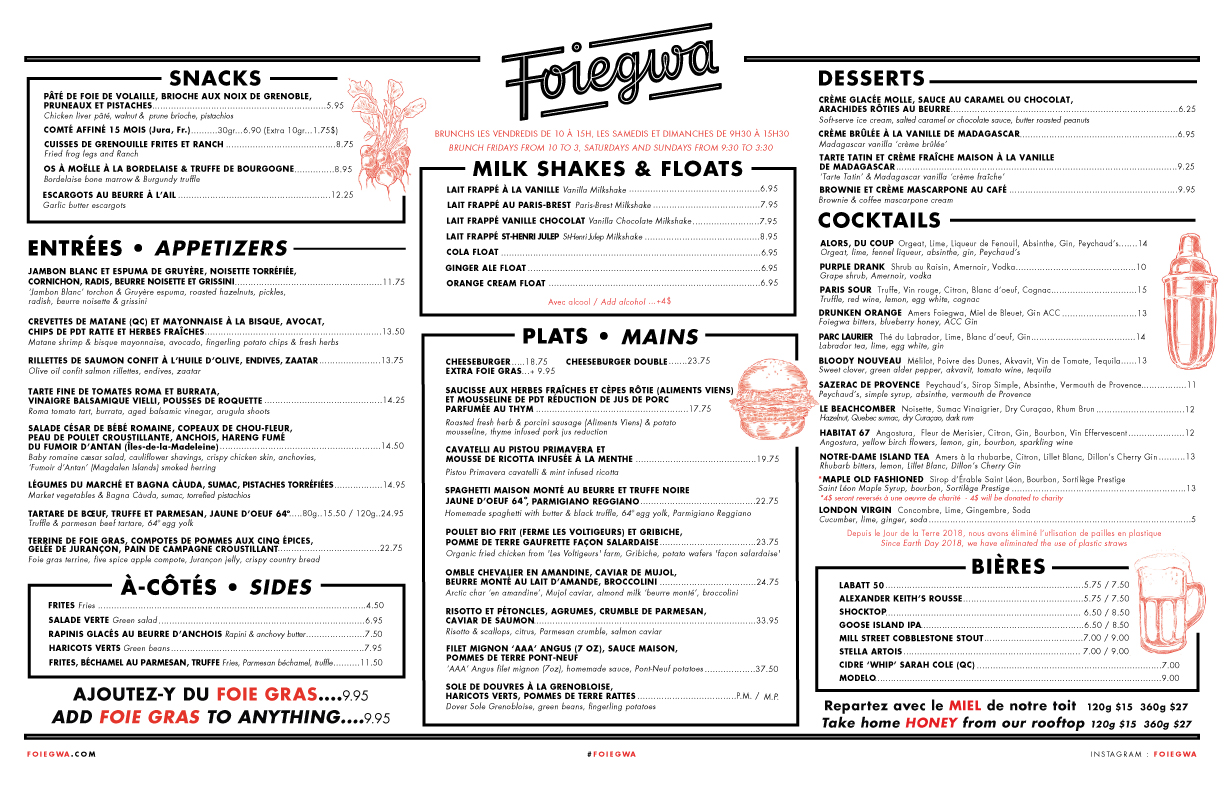 Foiegwa
BRUNCHS LES VENDREDIS DE 10 À 15H, LES SAMEDIS ET DIMANCHES DE 9H30 À 15H30
BRUNCH FRIDAYS FROM 10 TO 3, SATURDAYS AND SUNDAYS FROM 9:30 TO 3:30
SNACKS
PÂTÉ DE FOIE DE VOLAILLE, BRIOCHE AUX NOIX DE GRENOBLE,
PRUNEAUX ET PISTACHES...5.95
Chicken liver pâté, walnut & prune brioche, pistachios
COMTÉ AFFINÉ 15 MOIS (Jura, Fr.)..........30gr...6.90 (Extra 10gr...1.75$)
CUISSES DE GRENOUILLE FRITES ET RANCH ...8.75
Fried frog legs and Ranch
OS À MOËLLE À LA BORDELAISE & TRUFFE DE BOURGOGNE...8.95
Bordelaise bone marrow & Burgundy truffle
ESCARGOTS AU BEURRE À L'AIL ...12.25
Garlic butter escargots
ENTRÉES • APPETIZERS
JAMBON BLANC ET ESPUMA DE GRUYÈRE, NOISETTE TORRÉFIÉE,
CORNICHON, RADIS, BEURRE NOISETTE ET GRISSINI...11.75
'Jambon Blanc' torchon & Gruyère espuma, roasted hazelnuts, pickles,
radish, beurre noisette & grissini
CREVETTES DE MATANE (QC) ET MAYONNAISE À LA BISQUE, AVOCAT,
CHIPS DE PDT RATTE ET HERBES FRAÎCHES...13.50
Matane shrimp & bisque mayonnaise, avocado, fingerling potato chips & fresh herbs
RILLETTES DE SAUMON CONFIT À L'HUILE D'OLIVE, ENDIVES, ZAATAR...13.75
Olive oil confit salmon rillettes, endives, zaatar
TARTE FINE DE TOMATES ROMA ET BURRATA,
VINAIGRE BALSAMIQUE VIELLI, POUSSES DE ROQUETTE ...14.25
Roma tomato tart, burrata, aged balsamic vinegar, arugula shoots
SALADE CÉSAR DE BÉBÉ ROMAINE, COPEAUX DE CHOU-FLEUR,
PEAU DE POULET CROUSTILLANTE, ANCHOIS, HARENG FUMÉ
DU FUMOIR D'ANTAN (Îles-de-la-Madeleine)...14.50
Baby romaine cæsar salad, cauliflower shavings, crispy chicken skin, anchovies,
'Fumoir d'Antan' (Magdalen Islands) smoked herring
LÉGUMES DU MARCHÉ ET BAGNA CÀUDA, SUMAC, PISTACHES TORRÉFIÉES...14.95
Market vegetables & Bagna Càuda, sumac, torrefied pistachios
TARTARE DE BŒUF, TRUFFE ET PARMESAN, JAUNE D'OEUF 64°.....80g..15.50 / 120g...24.95
Truffle & parmesan beef tartare, 64° egg yolk
TERRINE DE FOIE GRAS, COMPOTES DE POMMES AUX CINQ ÉPICES,
GELÉE DE JURANÇON, PAIN DE CAMPAGNE CROUSTILLANT...22.75
Foie gras terrine, five spice apple compote, Jurançon jelly, crispy country bread
À-CÔTÉS • SIDES
FRITES Fries ...4.50
SALADE VERTE Green salad...6.95
RAPINIS GLACÉS AU BEURRE D'ANCHOIS Rapini & anchovy butter...7.50
HARICOTS VERTS Green beans...7.95
FRITES, BÉCHAMEL AU PARMESAN, TRUFFE Fries, Parmesan béchamel, truffle...11.50
AJOUTEZ-Y DU FOIE GRAS....9.95
ADD FOIE GRAS TO ANYTHING....9.95
MILK SHAKES & FLOATS
LAIT FRAPPÉ À LA VANILLE Vanilla Milkshake ...6.95
LAIT FRAPPÉ AU PARIS-BREST Paris-Brest Milkshake ...7.95
LAIT FRAPPÉ VANILLE CHOCOLAT Vanilla Chocolate Milkshake...7.95
LAIT FRAPPÉ ST-HENRI JULEP St-Henri Julep Milkshake ...8.95
COLA FLOAT ...6.95
GINGER ALE FLOAT ...6.95
ORANGE CREAM FLOAT ...6.95
Avec alcool / Add alcohol ...+4$
PLATS • MAINS
CHEESEBURGER.....18.75 CHEESEBURGER DOUBLE.......23.75
EXTRA FOIE GRAS...+ 9.95
SAUCISSE AUX HERBES FRAÎCHES ET CÈPES RÔTIE (ALIMENTS VIENS)
ET MOUSSELINE DE PDT RÉDUCTION DE JUS DE PORC
PARFUMÉE AU THYM ...17.75
Roasted fresh herb & porcini sausage (Aliments Viens) & potato
mousseline, thyme infused pork jus reduction
CAVATELLI AU PISTOU PRIMAVERA ET
MOUSSE DE RICOTTA INFUSÉE À LA MENTHE ...19.75
Pistou Primavera cavatelli & mint infused ricotta
SPAGHETTI MAISON MONTÉ AU BEURRE ET TRUFFE NOIRE
JAUNE D'OEUF 64°, PARMIGIANO REGGIANO...22.75
Homemade spaghetti with butter & black truffle, 64° egg yolk, Parmigiano Reggiano
POULET BIO FRIT (FERME LES VOLTIGEURS) ET GRIBICHE,
POMME DE TERRE GAUFRETTE FAÇON SALARDAISE...23.75
Organic fried chicken from 'Les Voltigeurs' farm, Gribiche, potato wafers 'façon salardaise'
OMBLE CHEVALIER EN AMANDINE, CAVIAR DE MUJOL,
BEURRE MONTÉ AU LAIT D'AMANDE, BROCCOLINI ...24.75
Arctic char 'en amandine', Mujol caviar, almond milk 'beurre monté', broccolini
RISOTTO ET PÉTONCLES, AGRUMES, CRUMBLE DE PARMESAN,
CAVIAR DE SAUMON...33.95
Risotto & scallops, citrus, Parmesan crumble, salmon caviar
FILET MIGNON 'AAA' ANGUS (7 OZ), SAUCE MAISON,
POMMES DE TERRE PONT-NEUF
'AAA' Angus filet mignon (7oz), homemade sauce, Pont-Neuf potatoes...37.50
SOLE DE DOUVRES À LA GRENOBLOISE,
HARICOTS VERTS, POMMES DE TERRE RATTES ...P.M. / M.P.
Dover Sole Grenobloise, green beans, fingerling potatoes
DESSERTS
CRÈME GLACÉE MOLLE, SAUCE AU CARAMEL OU CHOCOLAT,
ARACHIDES RÔTIES AU BEURRE...6.25
Soft-serve ice cream, salted caramel or chocolate sauce, butter roasted peanuts
CRÈME BRÛLÉE À LA VANILLE DE MADAGASCAR...6.95
Madagascar vanilla 'crème brûlée'
TARTE TATIN ET CRÈME FRAÎCHE MAISON À LA VANILLE
DE MADAGASCAR...9.25
'Tarte Tatin' & Madagascar vanilla 'crème fraîche'
BROWNIE ET CRÈME MASCARPONE AU CAFÉ ...9.95
Brownie & coffee mascarpone cream
COCKTAILS
ALORS, DU COUP Orgeat, Lime, Liqueur de Fenouil, Absinthe, Gin, Peychaud's......14
Orgeat, lime, fennel liqueur, absinthe, gin, Peychaud's
PURPLE DRANK Shrub au Raisin, Amernoir, Vodka...10
Grape shrub, Amernoir, vodka
PARIS SOUR Truffe, Vin rouge, Citron, Blanc d'oeuf, Cognac...15
Truffle, red wine, lemon, egg white, cognac
DRUNKEN ORANGE Amers Foiegwa, Miel de Bleuet, Gin ACC ...13
Foiegwa bitters, blueberry honey, ACC Gin
PARC LAURIER Thé du Labrador, Lime, Blanc d'oeuf, Gin...14
Labrador tea, lime, egg white, gin
BLOODY NOUVEAU Mélilot, Poivre des Dunes, Akvavit, Vin de Tomate, Tequila......13
Sweet clover, green alder pepper, akvavit, tomato wine, tequila
SAZERAC DE PROVENCE Peychaud's, Sirop Simple, Absinthe, Vermouth de Provence...11
Peychaud's, simple syrup, absinthe, vermouth de Provence
LE BEACHCOMBER Noisette, Sumac Vinaigrier, Dry Curaçao, Rhum Brun ...12
Hazelnut, Quebec sumac, dry Curaçao, dark rum
HABITAT 67 Angostura, Fleur de Merisier, Citron, Gin, Bourbon, Vin Effervescent...12
Angostura, yellow birch flowers, lemon, gin, bourbon, sparkling wine
NOTRE-DAME ISLAND TEA Amers à la rhubarbe, Citron, Lillet Blanc, Dillon's Cherry Gin...13
Rhubarb bitters, lemon, Lillet Blanc, Dillon's Cherry Gin
*MAPLE OLD FASHIONED Sirop d'Érable Saint Léon, Bourbon, Sortilège Prestige
Saint Léon Maple Syrup, bourbon, Sortilège Prestige ...13
*4$ seront reversés à une oeuvre de charité - 4$ will be donated to charity
LONDON VIRGIN Concombre, Lime, Gingembre, Soda
Cucumber, lime, ginger, soda...5
Depuis le Jour de la Terre 2018, nous avons éliminé l'utilisation de pailles en plastique
Since Earth Day 2018, we have eliminated the use of plastic straws
BIÈRES
LABATT 50...5.75 / 7.50
ALEXANDER KEITH'S ROUSSE...5.75 / 7.50
SHOCKTOP...6.50 / 8.50
GOOSE ISLAND IPA...6.50 / 8.50
MILL STREET COBBLESTONE STOUT...7.00 / 9.00
STELLA ARTOIS ...7.00 / 9.00
CIDRE 'WHIP' SARAH COLE (QC)...7.00
MODELO...9.00
Repartez avec le MIEL de notre toit 120g $15 360g $27
Take home HONEY from our rooftop 120g $15 360g $27
FOIEGWA.COM
#FOIEGWA
INSTAGRAM : FOIEGWA